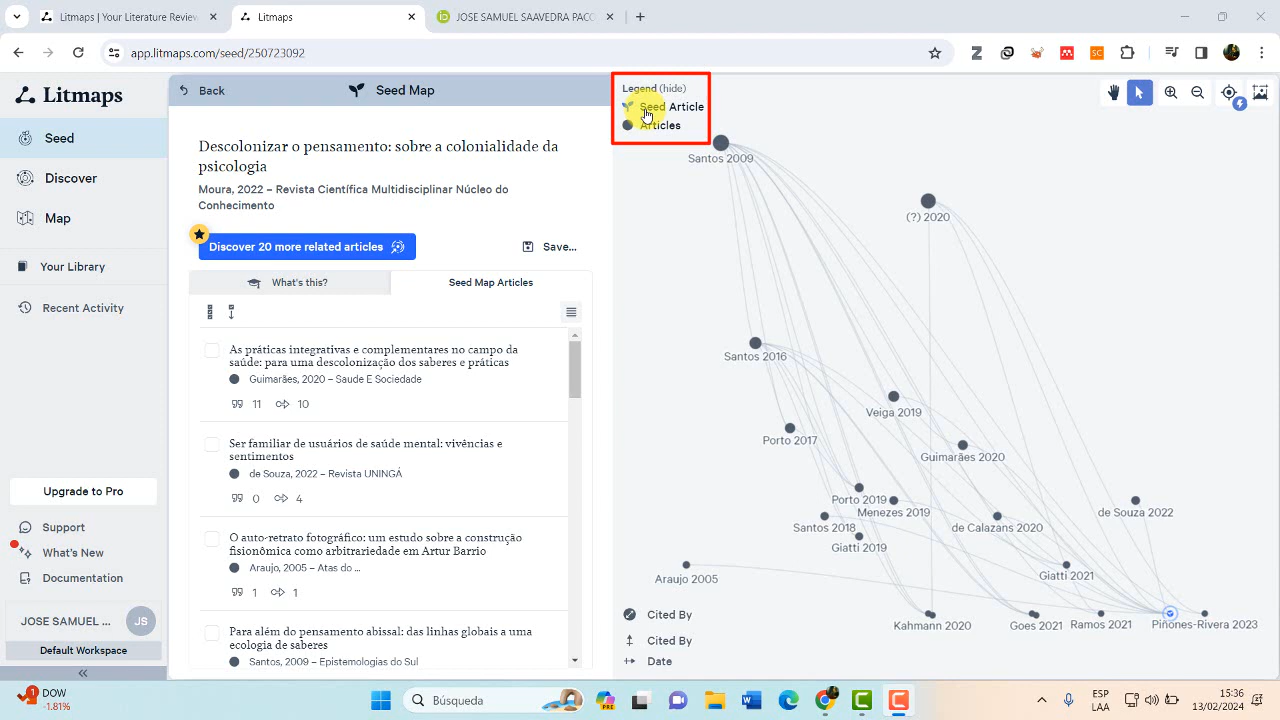 Your Literature Review
Litmaps
JOSE SAMUEL SAAVEDRA PACO
app.litmaps.com/seed/250723092
Litmaps
Seed
Discover
Map
Your Library
Recent Activity
Upgrade to Pro
Support
What's New
Documentation
JOSE SAMUEL ...
JS
Default Workspace
Back
Seed Map
Descolonizar o pensamento: sobre a colonialidade da
psicologia
Moura, 2022 – Revista Científica Multidisciplinar Núcleo do
Conhecimento
Discover 20 more related articles
Save...
What's this?
Seed Map Articles
As práticas integrativas e complementares no campo da
saúde: para uma descolonização dos saberes e práticas
Guimarães, 2020 – Saude E Sociedade
11
10
Ser familiar de usuários de saúde mental: vivências e
sentimentos
de Souza, 2022 – Revista UNINGÁ
0
4
O auto-retrato fotográfico: um estudo sobre a construção
fisionômica como arbitrariedade em Artur Barrio
Araujo, 2005 – Atas do ...
1
1
Para além do pensamento abissal: das linhas globais a uma
ecologia de saberes
Santos, 2009 – Epistemologias do Sul
Legend (hide)
Seed Article
Articles
Santos 2009
(?) 2020
Santos 2016
Veiga 2019
Porto 2017
Guimarães 2020
Porto 2019
Menezes 2019
de Souza 2022
Santos 2018
de Calazans 2020
Giatti 2019
Giatti 2021
Araujo 2005
Kahmann 2020
Goes 2021
Ramos 2021
Piñones-Rivera 2023
Cited By
Cited By
Date
1
DOW
-1.81%
Búsqueda
PRE
ESP
LAA
15:36
13/02/2024